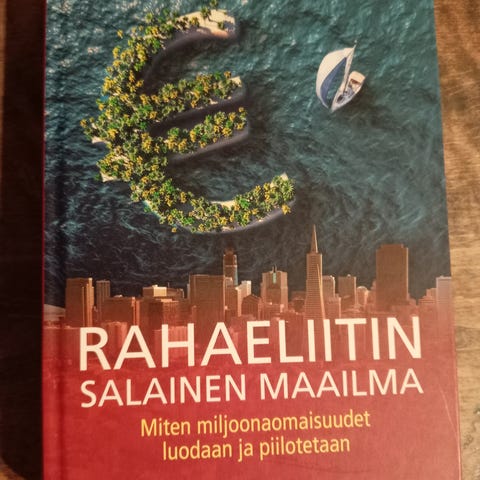 RAHAELIITIN
SALAINEN MAAILMA
Miten miljoonaomaisuudet
luodaan ja piilotetaan